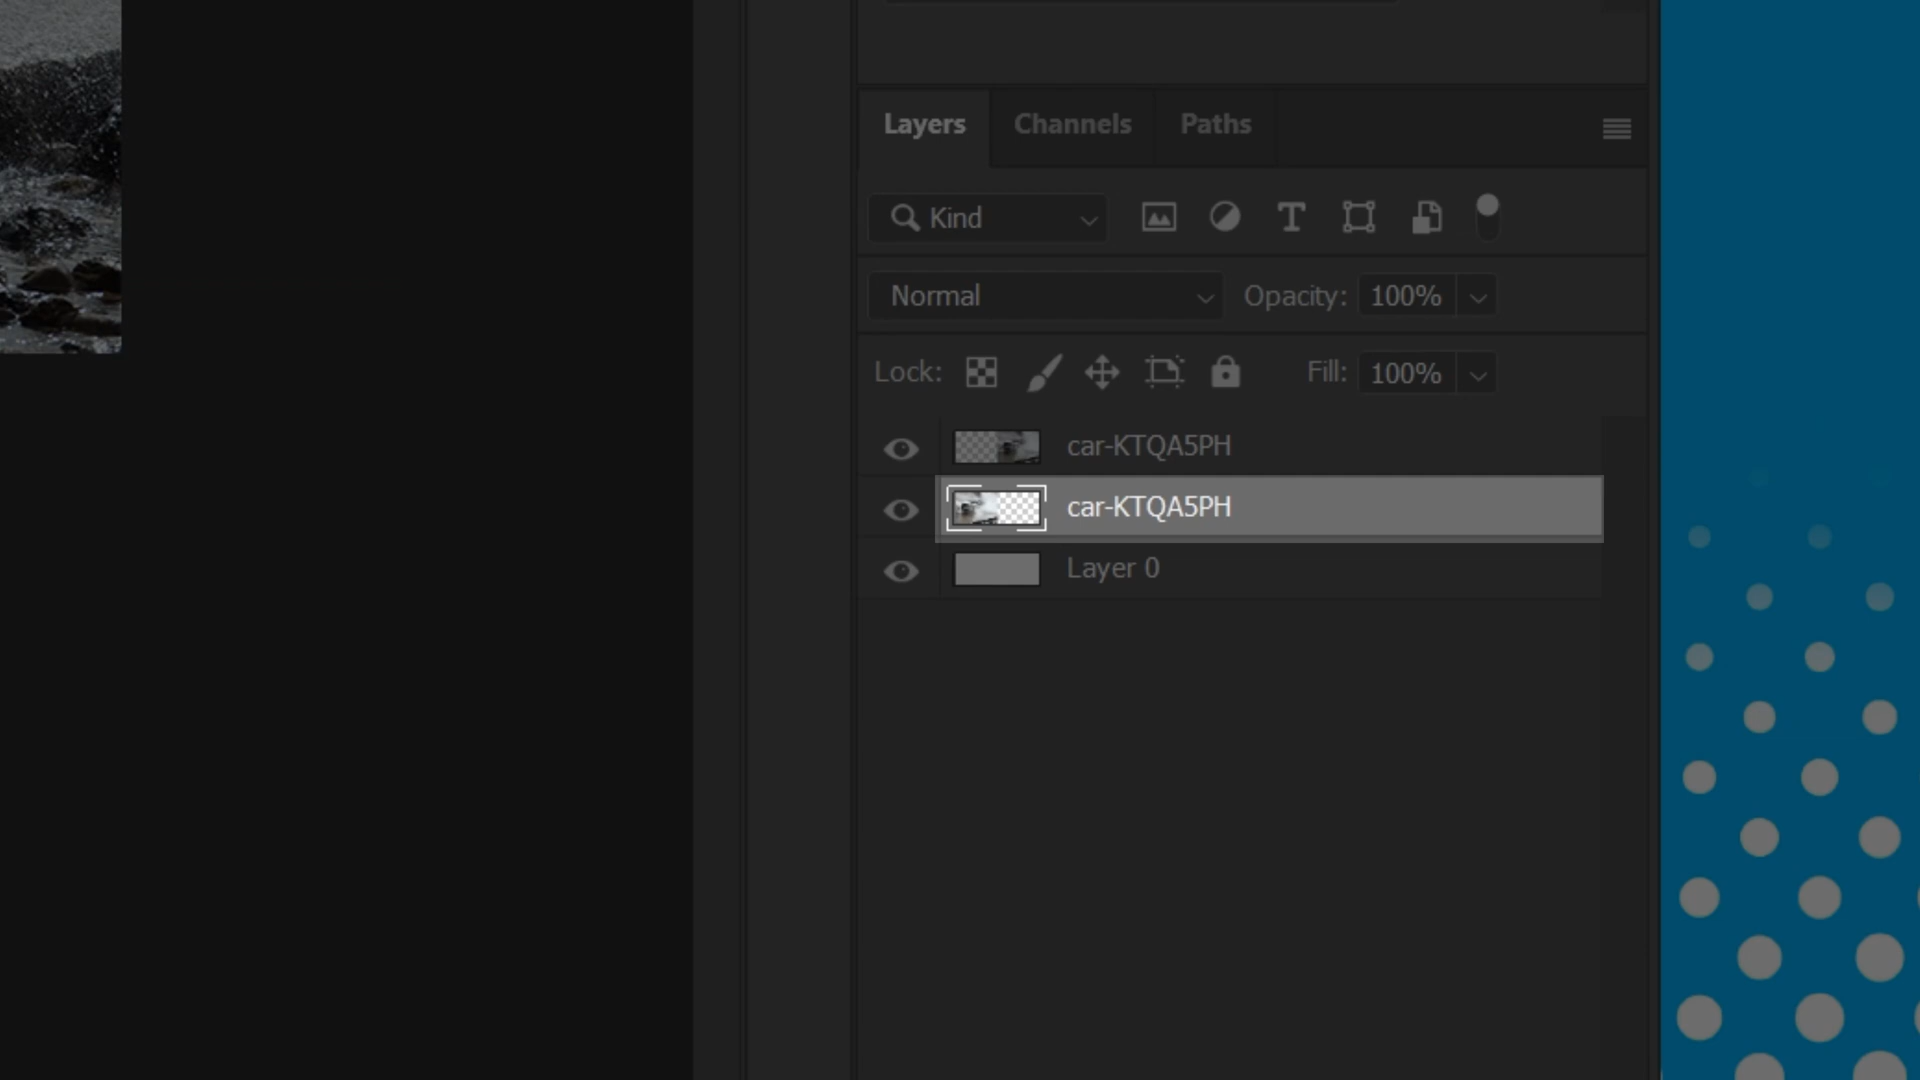 Layers Channels Paths
Kind
Normal Opacity: 100%
Lock: Fill: 100%
car-KTQA5PH
car-KTQA5PH
Layer 0